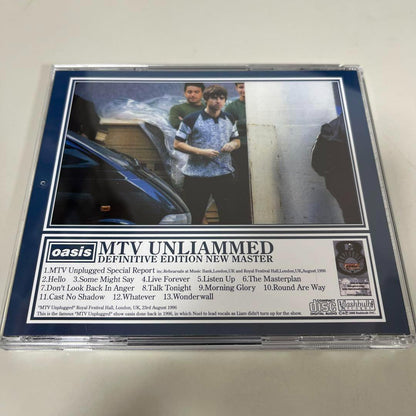 oasis MTV UNLIAMMED
DEFINITIVE EDITION NEW MASTER
1.MTV Unplugged Special Report inc.Rehearsals at Music Bank,London,UK and Royal Festival Hall,London,UK,August 1996
2.Hello 3.Some Might Say 4.Live Forever 5.Listen Up 6.The Masterplan
7.Don't Look Back In Anger 8.Talk Tonight 9.Morning Glory 10.Round Are Way
11.Cast No Shadow 12.Whatever 13.Wonderwall
"MTV Unplugged" Royal Festival Hall, London, UK, 23rd August 1996
This is the famous "MTV Unplugged" show oasis done back in 1996, in which Noel to lead vocals as Liam didn't turn up for the show.
COMPACT
disc